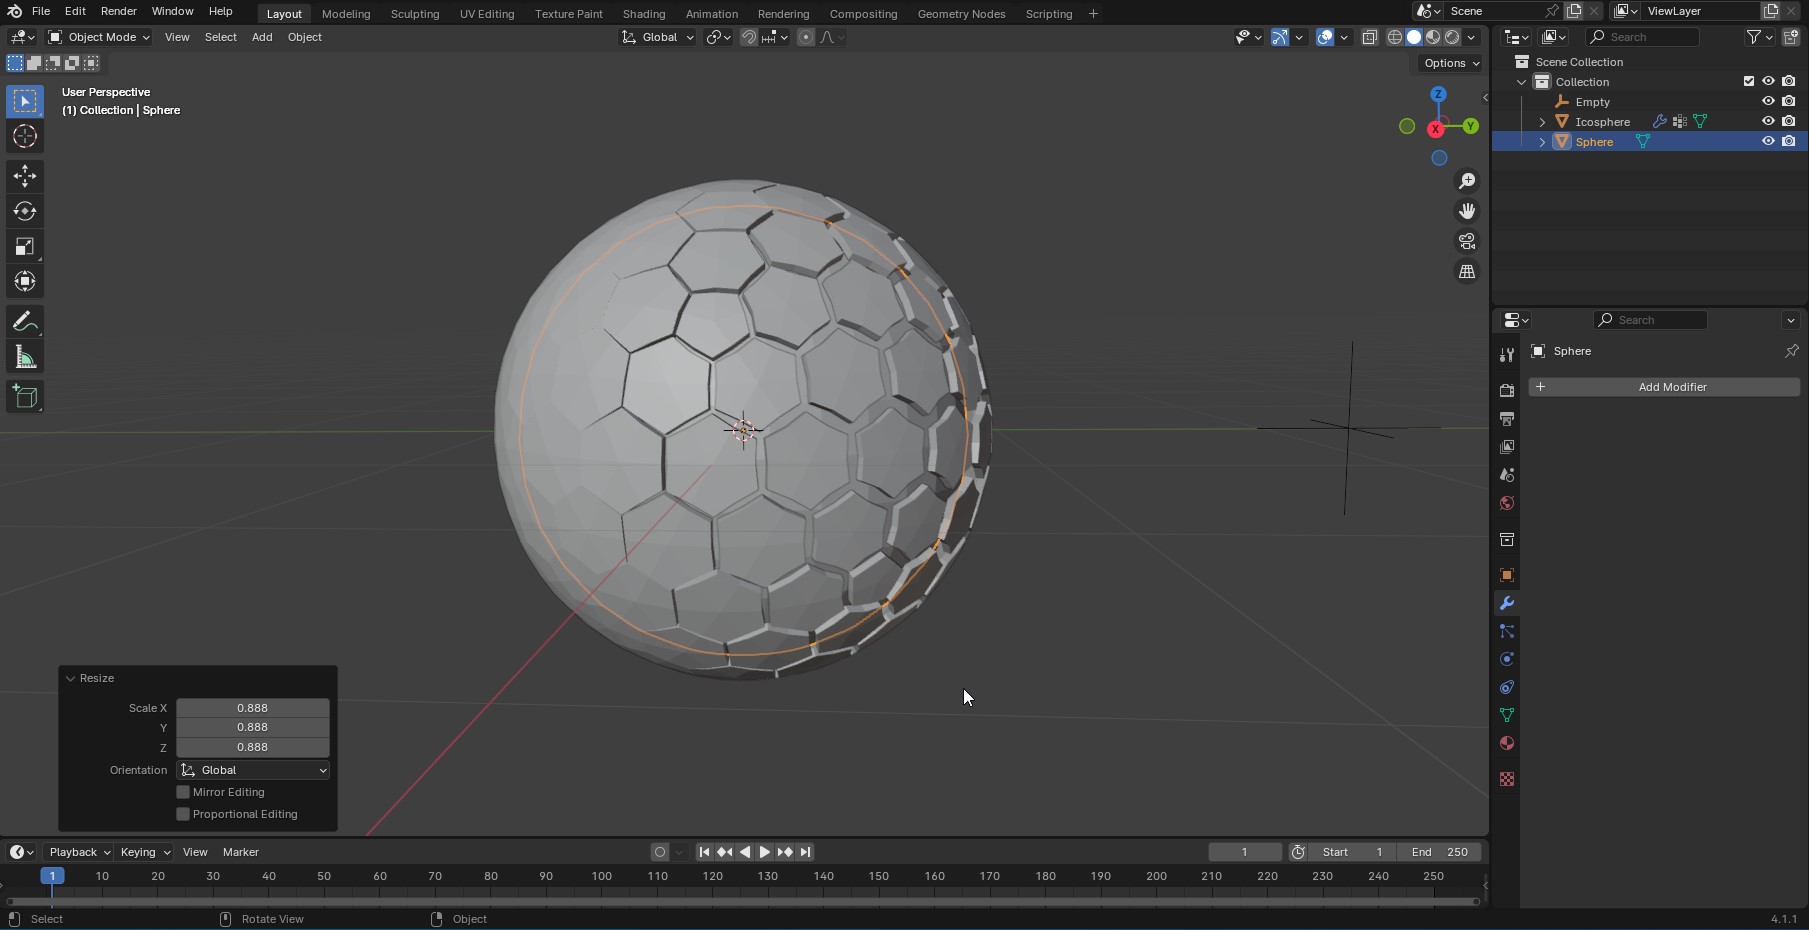 File Edit Render Window Help Layout Modeling Sculpting UV Editing Texture Paint Shading Animation Rendering Compositing Geometry Nodes Scripting + Scene ViewLayer
Object Mode View Select Add Object Global Search
Options
User Perspective
(1) Collection | Sphere
Z
Y
X
Scene Collection
Collection
Empty
Icosphere
Sphere
Search
Sphere
+ Add Modifier
Resize
Scale X 0.888
Y 0.888
Z 0.888
Orientation Global
Mirror Editing
Proportional Editing
Playback Keying View Marker 1 Start 1 End 250
1 10 20 30 40 50 60 70 80 90 100 110 120 130 140 150 160 170 180 190 200 210 220 230 240 250
Select Rotate View Object 4.1.1